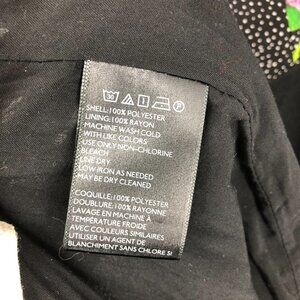 SHELL:100% POLYESTER
LINING:100% RAYON
MACHINE WASH COLD
WITH LIKE COLORS
USE ONLY NON-CHLORINE
BLEACH
LINE DRY
LOW IRON AS NEEDED
MAY BE DRY CLEANED
COQUILLE:100% POLYESTER
DOUBLURE:100% RAYONNE
LAVAGE EN MACHINE À
TEMPÉRATURE FROIDE
AVEC COULEURS SIMILAIRES
UTILISER UN AGENT DE
BLANCHIMENT SANS CHLORE SI